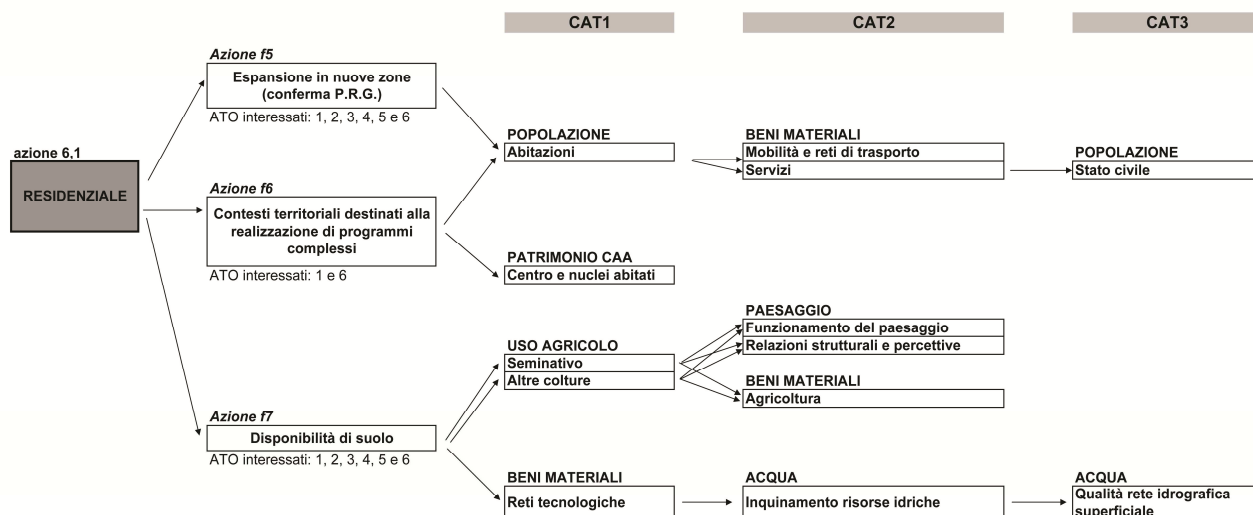 CAT1
CAT2
CAT3
azione 6,1
RESIDENZIALE
Azione f5
Espansione in nuove zone
(conferma P.R.G.)
ATO interessati: 1, 2, 3, 4, 5 e 6
Azione f6
Contesti territoriali destinati alla
realizzazione di programmi
complessi
ATO interessati: 1 e 6
Azione f7
Disponibilità di suolo
ATO interessati: 1, 2, 3, 4, 5 e 6
POPOLAZIONE
Abitazioni
PATRIMONIO CAA
Centro e nuclei abitati
USO AGRICOLO
Seminativo
Altre colture
BENI MATERIALI
Reti tecnologiche
BENI MATERIALI
Mobilità e reti di trasporto
Servizi
PAESAGGIO
Funzionamento del paesaggio
Relazioni strutturali e percettive
BENI MATERIALI
Agricoltura
ACQUA
Inquinamento risorse idriche
POPOLAZIONE
Stato civile
ACQUA
Qualità rete idrografica
superficiale